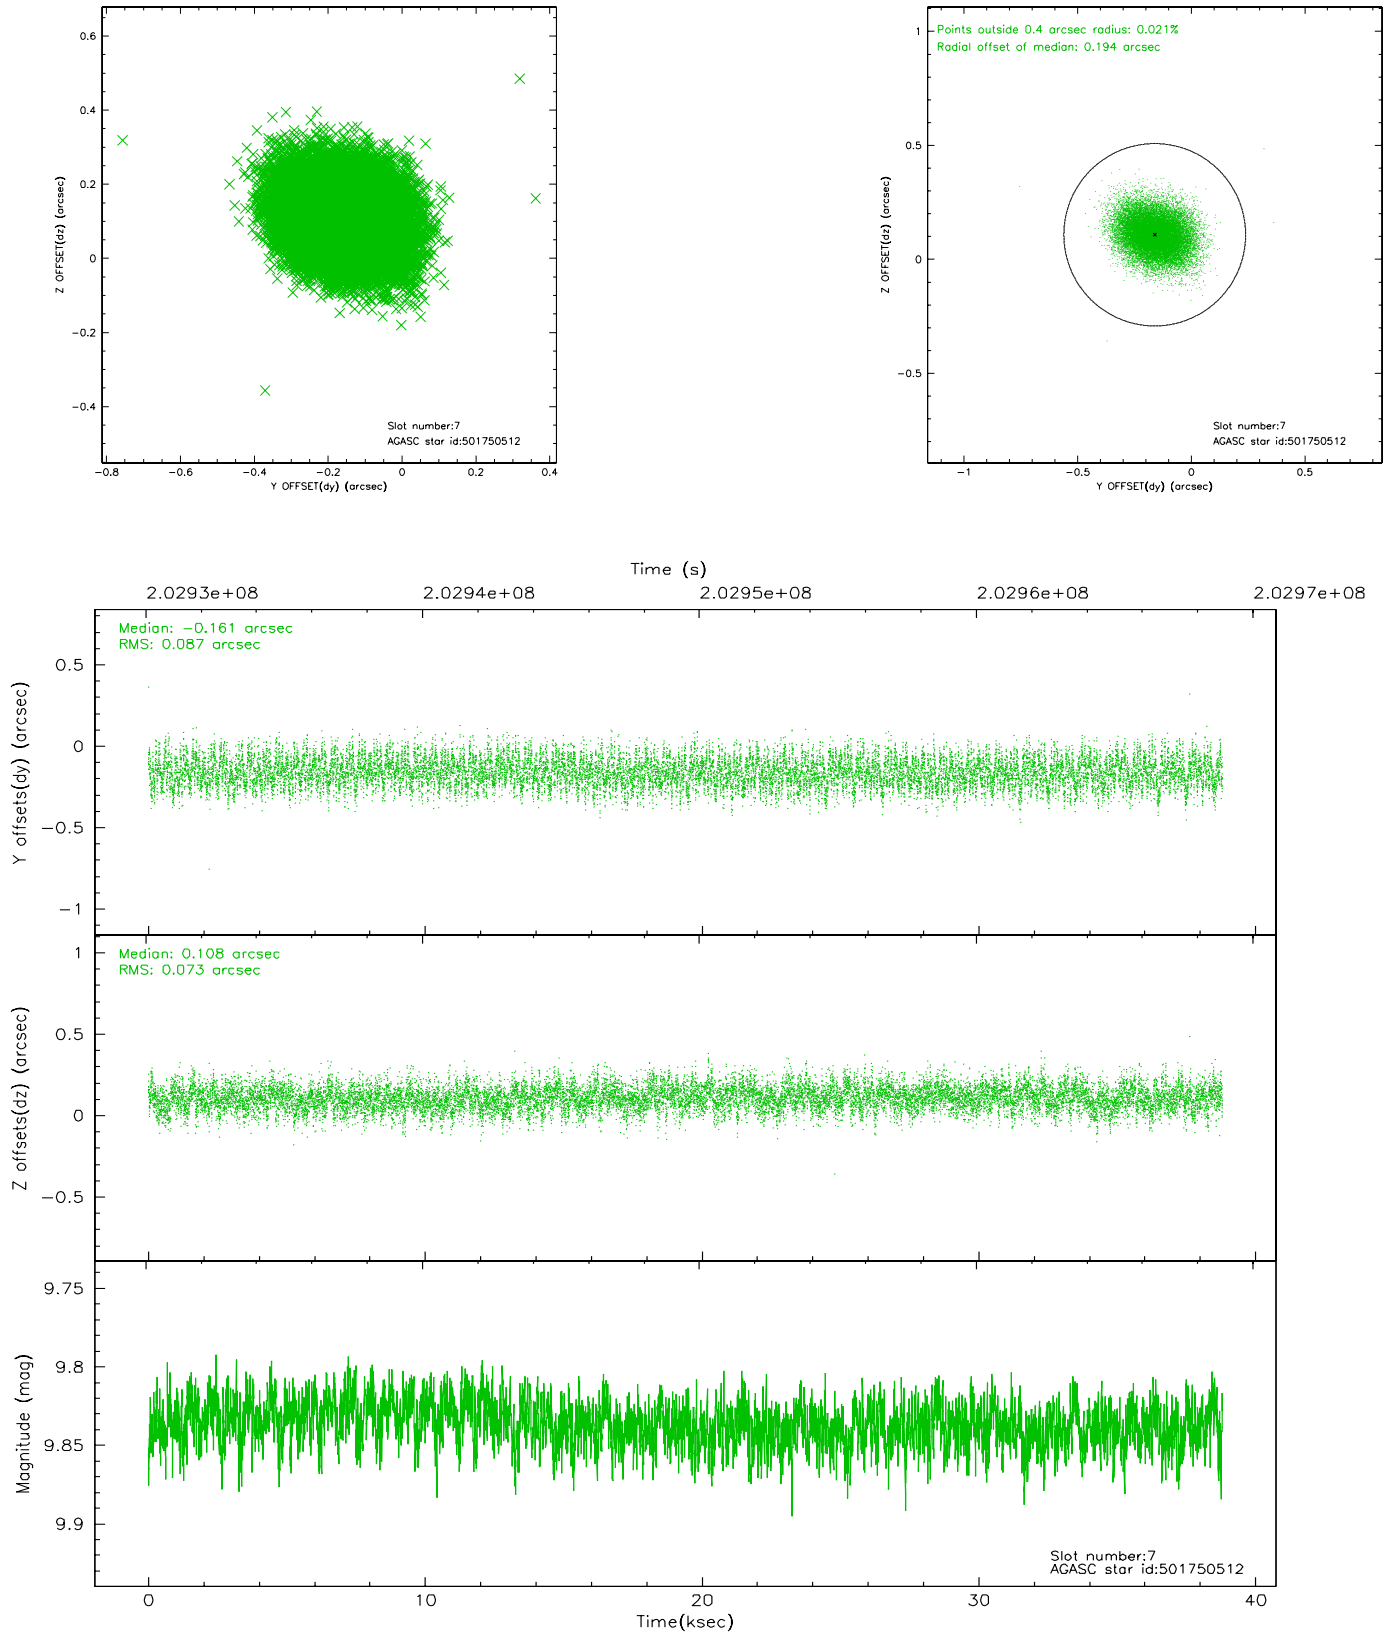 0.6
0.4
0.2
0
−0.2
−0.4
−0.8
−0.6
−0.4
−0.2
0
0.2
0.4
Z OFFSET(dz) (arcsec)
Y OFFSET(dy) (arcsec)
Slot number:7
AGASC star id:501750512
Points outside 0.4 arcsec radius: 0.021%
Radial offset of median: 0.194 arcsec
1
0.5
0
−0.5
−1
−0.5
0
0.5
Z OFFSET(dz) (arcsec)
Y OFFSET(dy) (arcsec)
Slot number:7
AGASC star id:501750512
Time (s)
2.0293e+08
2.0294e+08
2.0295e+08
2.0296e+08
2.0297e+08
Median: −0.161 arcsec
RMS: 0.087 arcsec
0.5
0
−0.5
−1
Y offsets(dy) (arcsec)
Median: 0.108 arcsec
RMS: 0.073 arcsec
1
0.5
0
−0.5
Z offsets(dz) (arcsec)
9.75
9.8
9.85
9.9
Magnitude (mag)
Slot number:7
AGASC star id:501750512
0
10
20
30
40
Time(ksec)